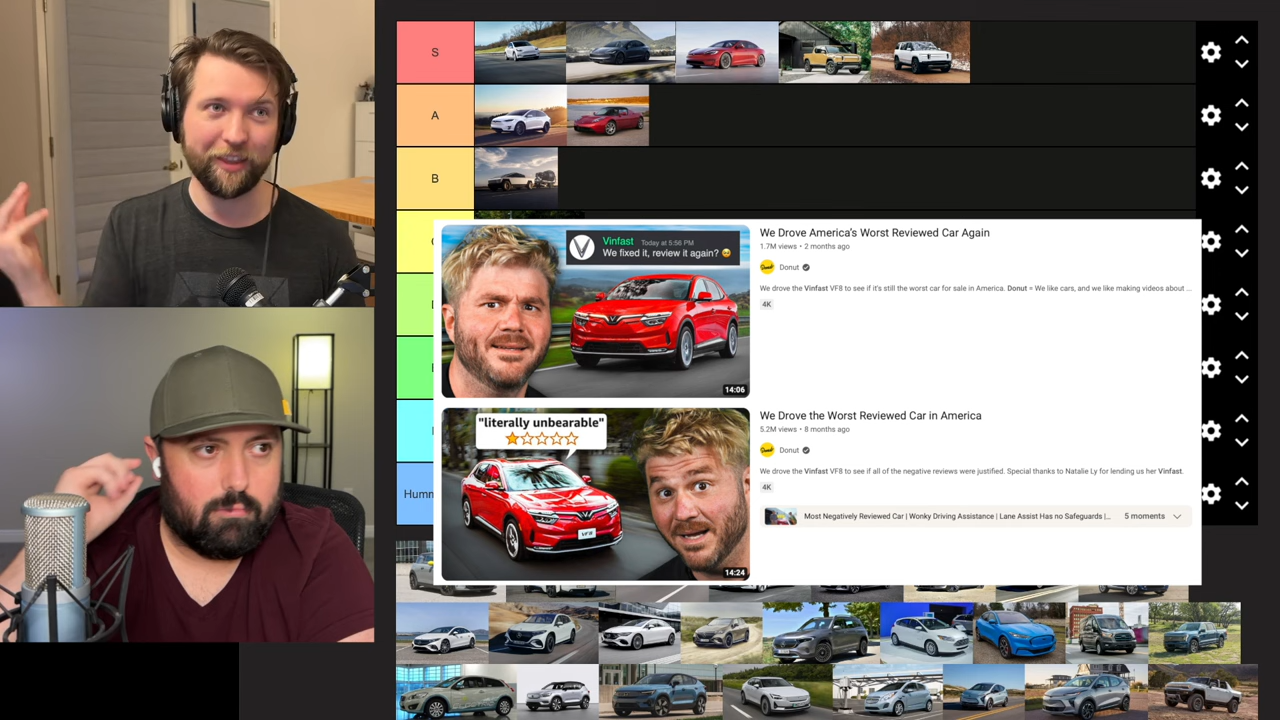 S
A
B
Vinfast Today at 5:56 PM
We fixed it, review it again? 🥺
14:06
We Drove America's Worst Reviewed Car Again
1.7M views • 2 months ago
Donut
We drove the Vinfast VF8 to see if it's still the worst car for sale in America. Donut = We like cars, and we like making videos about ...
4K
"literally unbearable"
VF8
14:24
We Drove the Worst Reviewed Car in America
5.2M views • 8 months ago
Donut
We drove the Vinfast VF8 to see if all of the negative reviews were justified. Special thanks to Natalie Ly for lending us her Vinfast.
4K
Most Negatively Reviewed Car | Wonky Driving Assistance | Lane Assist Has no Safeguards |...
5 moments
Humm